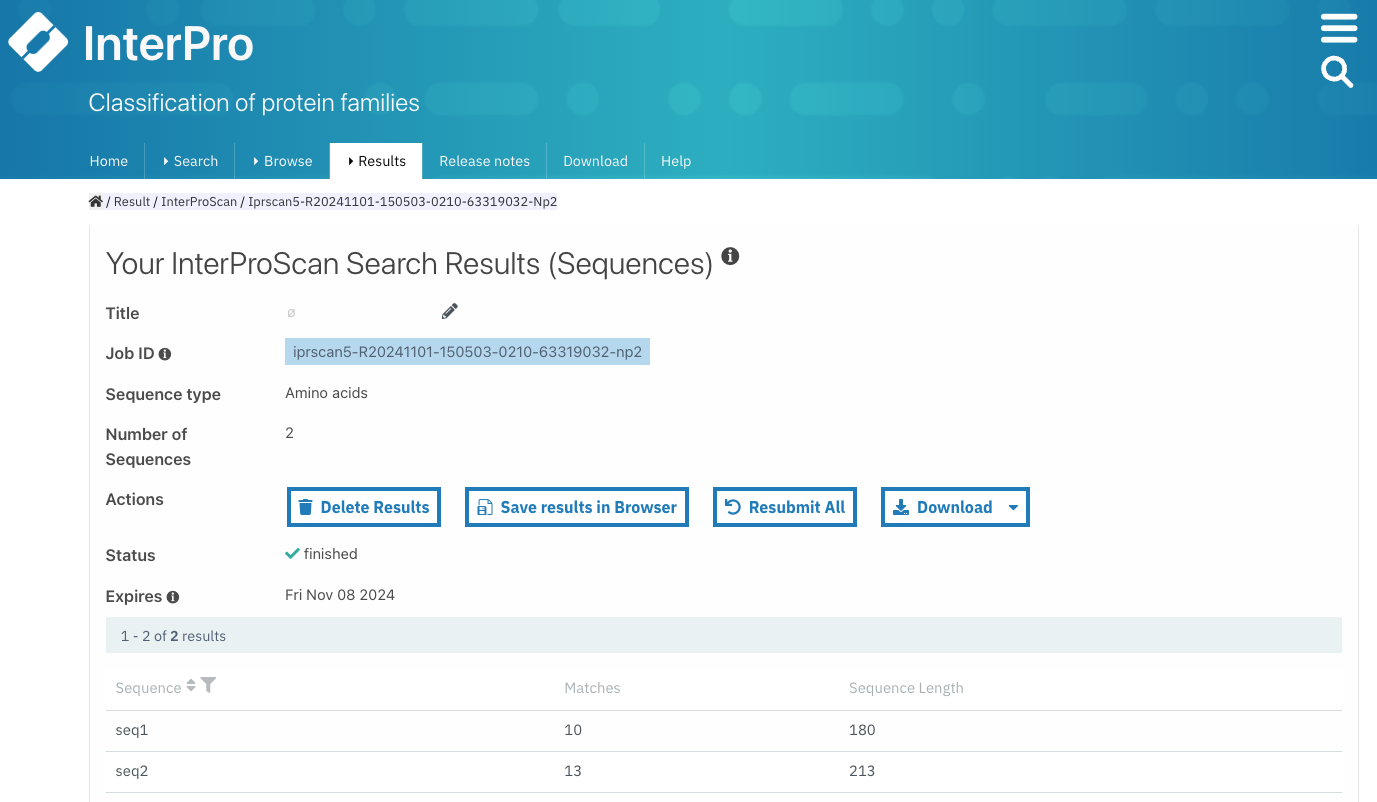 InterPro
Classification of protein families
Home Search Browse Results Release notes Download Help
/ Result / InterProScan / Iprscan5-R20241101-150503-0210-63319032-Np2
Your InterProScan Search Results (Sequences)
Title ø
Job ID iprscan5-R20241101-150503-0210-63319032-np2
Sequence type Amino acids
Number of Sequences 2
Actions Delete Results Save results in Browser Resubmit All Download
Status finished
Expires Fri Nov 08 2024
1 - 2 of 2 results
Sequence Matches Sequence Length
seq1 10 180
seq2 13 213